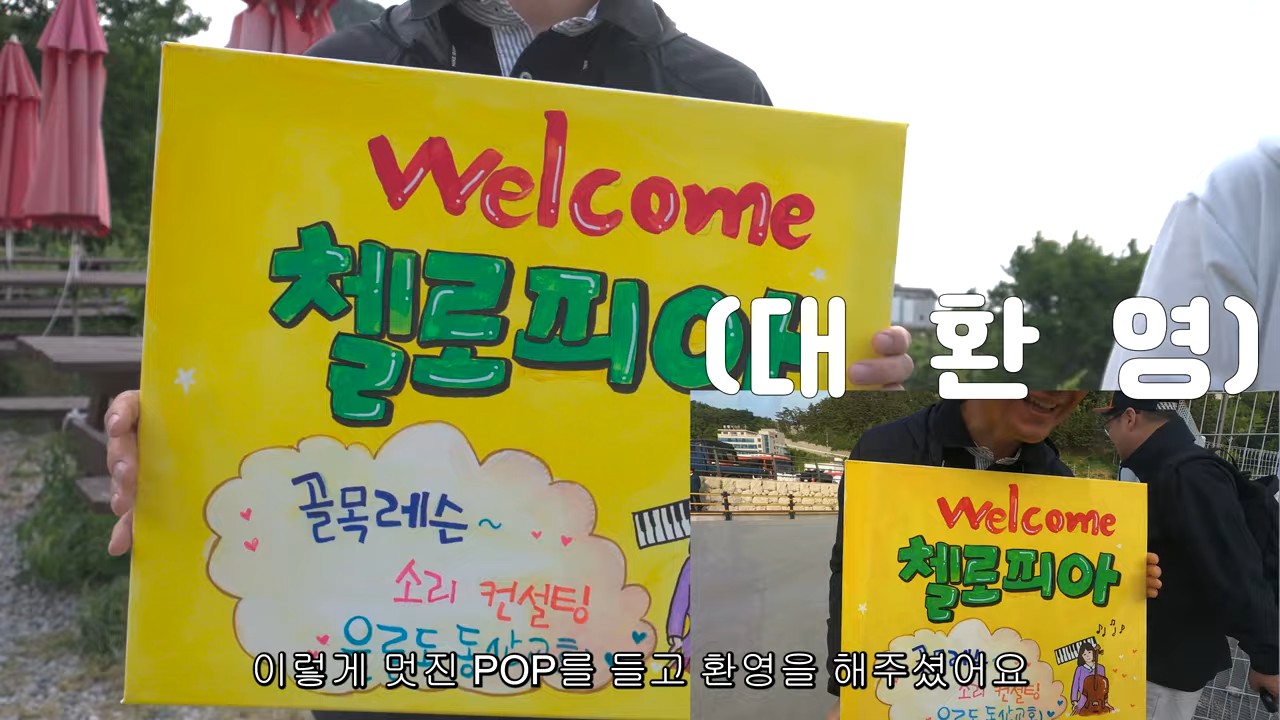 Welcome
첼로피아
(대 환 영)
골목레슨~
소리 컨설팅
Welcome
첼로피아
소리 컨설팅
이렇게 멋진 POP를 들고 환영을 해주셨어요